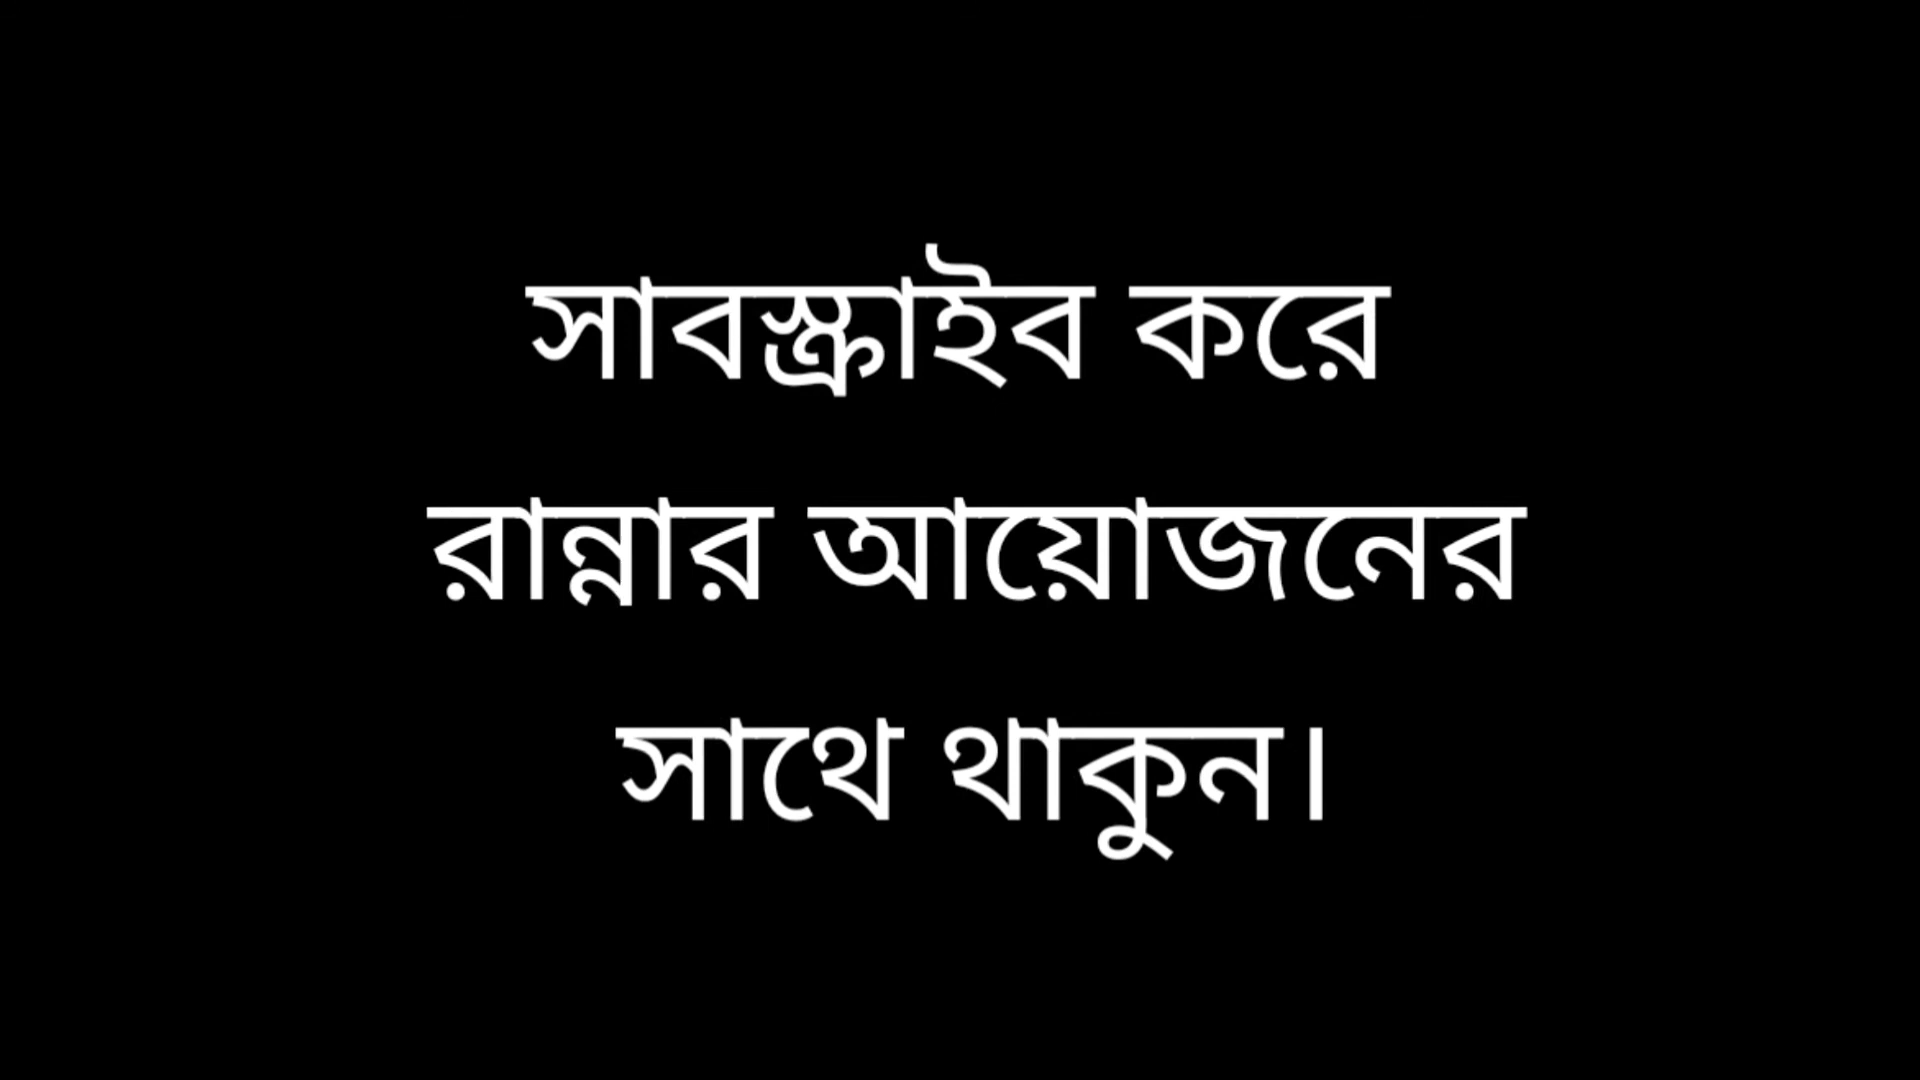 সাবস্ক্রাইব করে
রান্নার আয়োজনের
সাথে থাকুন।